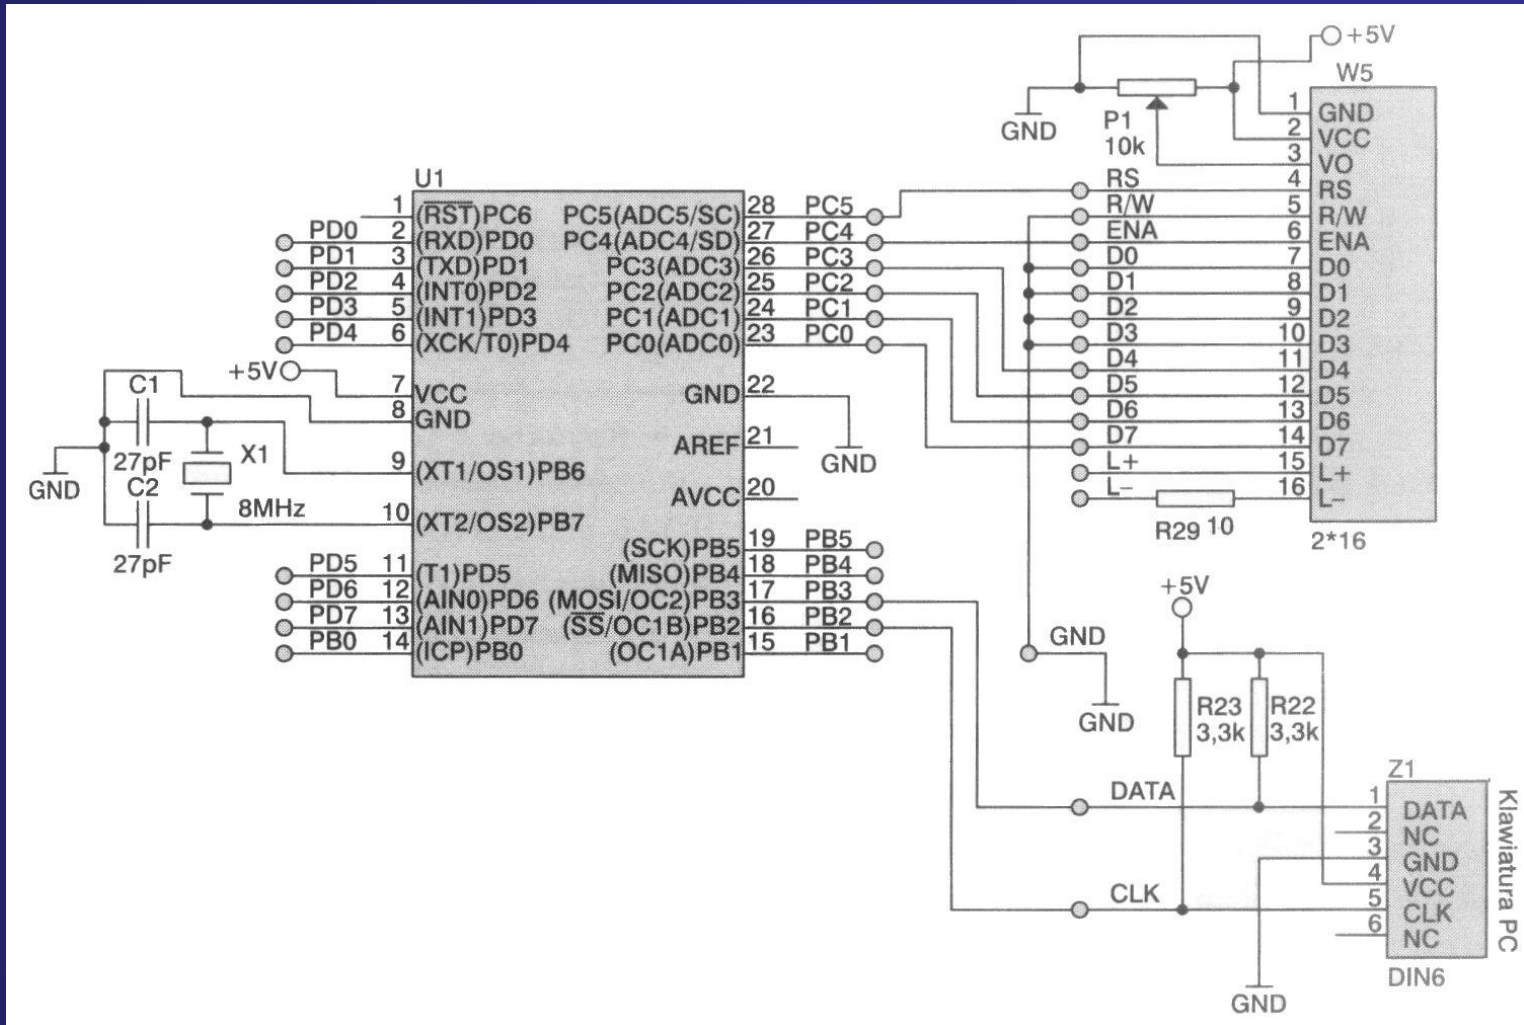 +5V
W5
GND
P1
10k
1 GND
2 VCC
3 VO
RS 4 RS
R/W 5 R/W
ENA 6 ENA
D0 7 D0
D1 8 D1
D2 9 D2
D3 10 D3
D4 11 D4
D5 12 D5
D6 13 D6
D7 14 D7
L+ 15 L+
L- 16 L-
R29 10
2*16
U1
1 (RST)PC6
PD0 2 (RXD)PD0
PD1 3 (TXD)PD1
PD2 4 (INT0)PD2
PD3 5 (INT1)PD3
PD4 6 (XCK/T0)PD4
+5V
7 VCC
8 GND
9 (XT1/OS1)PB6
10 (XT2/OS2)PB7
PD5 11 (T1)PD5
PD6 12 (AIN0)PD6
PD7 13 (AIN1)PD7
PB0 14 (ICP)PB0
PC5(ADC5/SC) 28 PC5
PC4(ADC4/SD) 27 PC4
PC3(ADC3) 26 PC3
PC2(ADC2) 25 PC2
PC1(ADC1) 24 PC1
PC0(ADC0) 23 PC0
GND 22
GND
AREF 21
AVCC 20
(SCK)PB5 19 PB5
(MISO)PB4 18 PB4
(MOSI/OC2)PB3 17 PB3
(SS/OC1B)PB2 16 PB2
(OC1A)PB1 15 PB1
C1
27pF
C2
27pF
X1
8MHz
GND
GND
GND
+5V
R23
3,3k
R22
3,3k
DATA
CLK
Z1
1 DATA
2 NC
3 GND
4 VCC
5 CLK
6 NC
DIN6
GND
Klawiatura PC